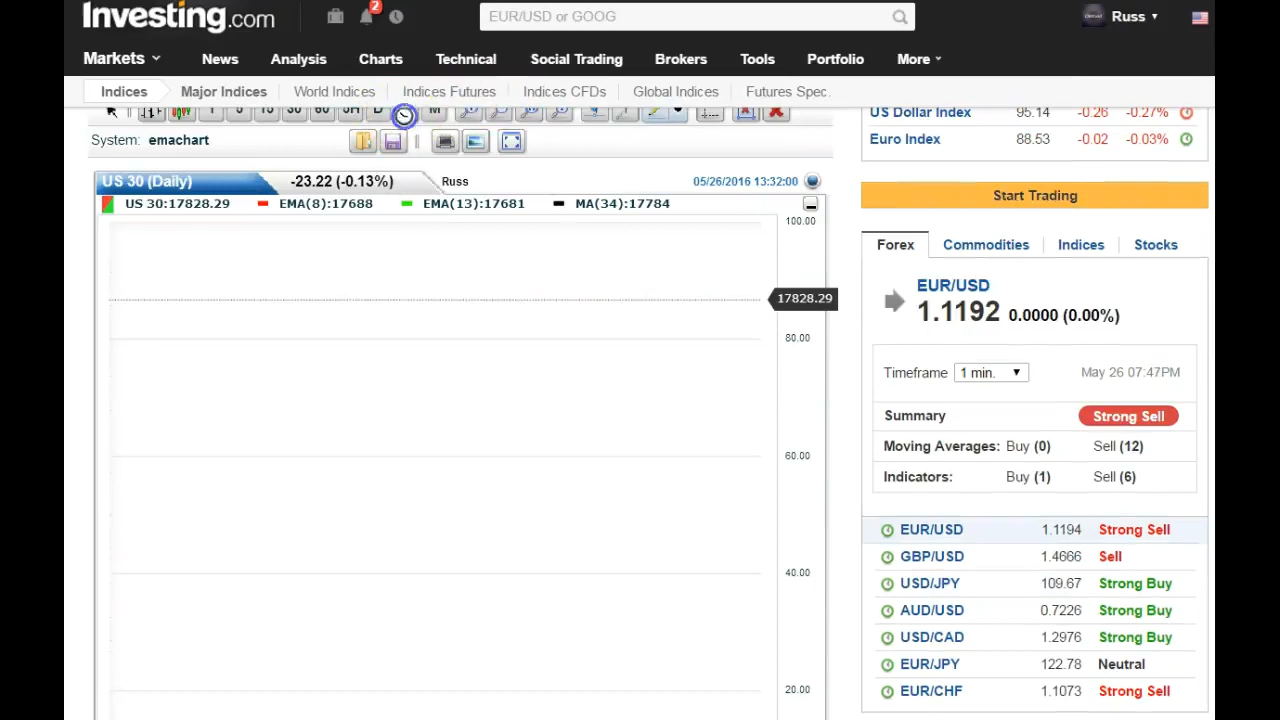 Investing.com
2
EUR/USD or GOOG
Russ
Markets News Analysis Charts Technical Social Trading Brokers Tools Portfolio More
Indices Major Indices World Indices Indices Futures Indices CFDs Global Indices Futures Spec.
1 5 15 30 60 5H D M
System: emachart
US Dollar Index 95.14 -0.26 -0.27%
Euro Index 88.53 -0.02 -0.03%
US 30 (Daily) -23.22 (-0.13%) Russ 05/26/2016 13:32:00
US 30:17828.29 EMA(8):17688 EMA(13):17681 MA(34):17784
100.00
17828.29
80.00
60.00
40.00
20.00
Start Trading
Forex Commodities Indices Stocks
EUR/USD
1.1192 0.0000 (0.00%)
Timeframe 1 min. May 26 07:47PM
Summary Strong Sell
Moving Averages: Buy (0) Sell (12)
Indicators: Buy (1) Sell (6)
EUR/USD 1.1194 Strong Sell
GBP/USD 1.4666 Sell
USD/JPY 109.67 Strong Buy
AUD/USD 0.7226 Strong Buy
USD/CAD 1.2976 Strong Buy
EUR/JPY 122.78 Neutral
EUR/CHF 1.1073 Strong Sell